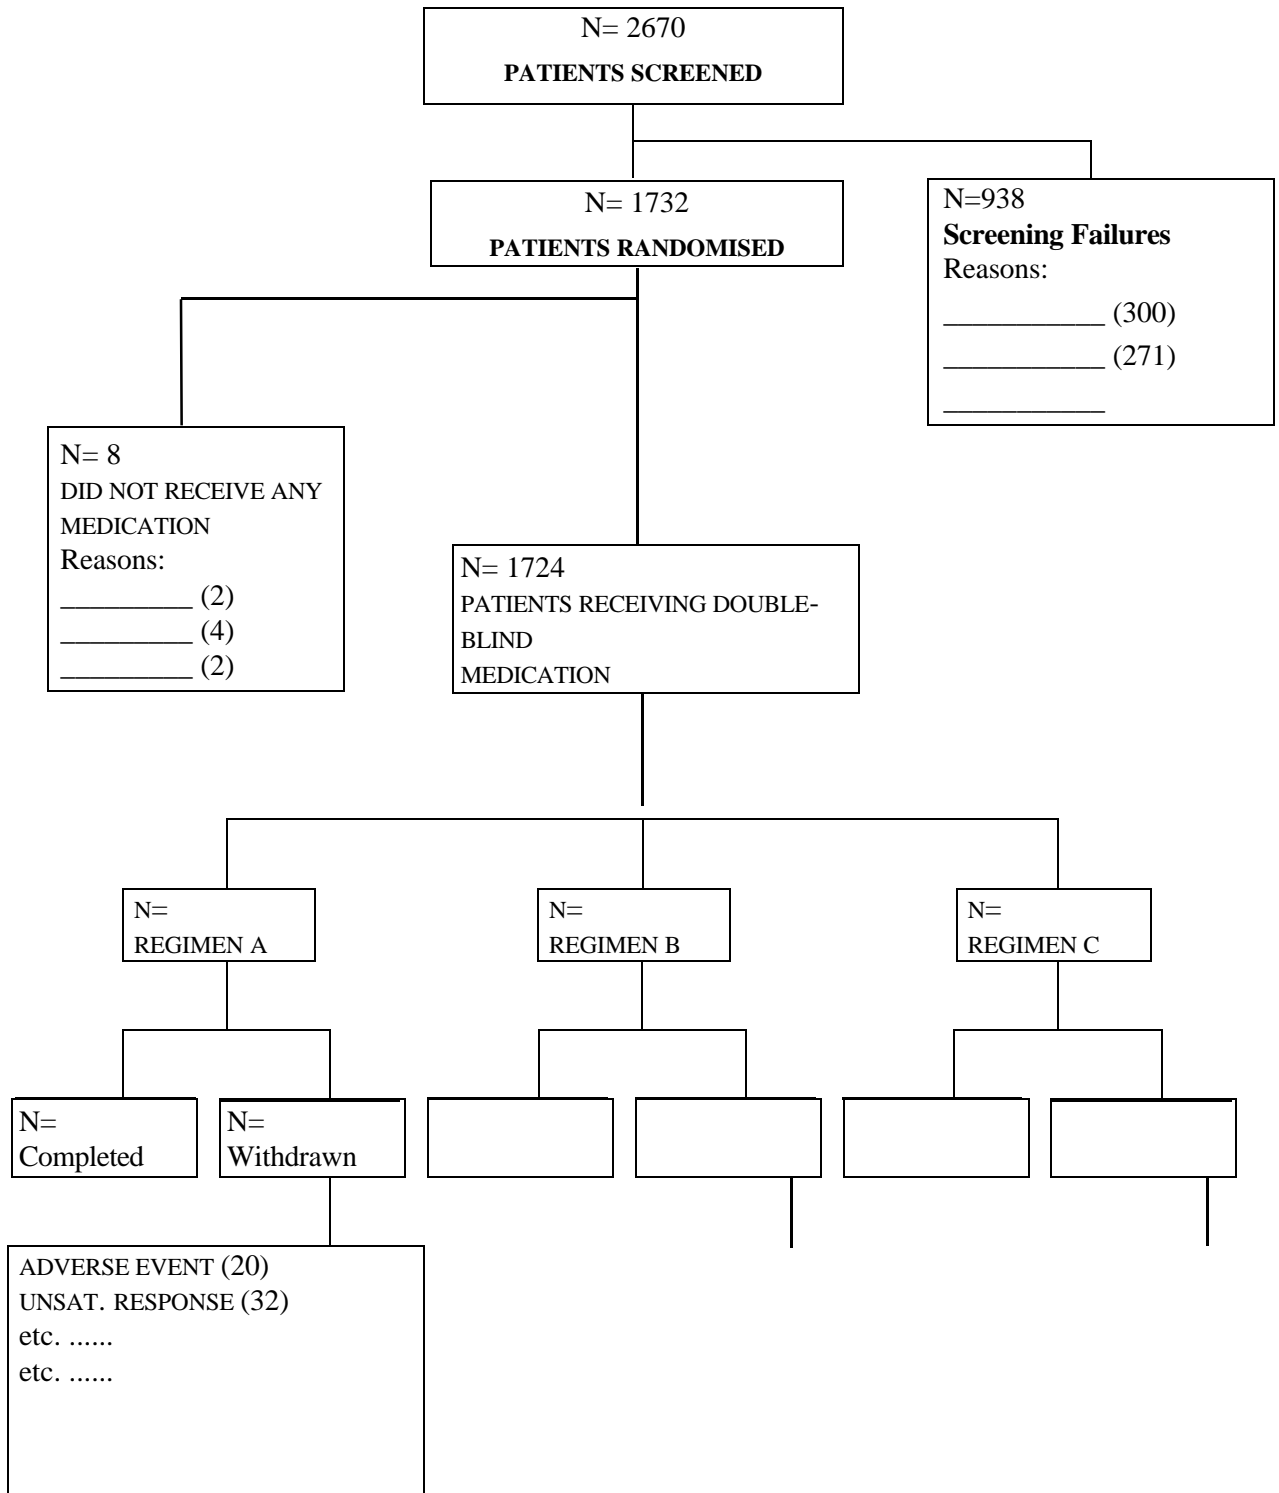 N= 2670
PATIENTS SCREENED
N= 1732
PATIENTS RANDOMISED
N=938
Screening Failures
Reasons:
___________ (300)
___________ (271)
___________
N= 8
DID NOT RECEIVE ANY
MEDICATION
Reasons:
_________ (2)
_________ (4)
_________ (2)
N= 1724
PATIENTS RECEIVING DOUBLE-
BLIND
MEDICATION
N=
REGIMEN A
N=
REGIMEN B
N=
REGIMEN C
N=
Completed
N=
Withdrawn
ADVERSE EVENT (20)
UNSAT. RESPONSE (32)
etc. ......
etc. ......